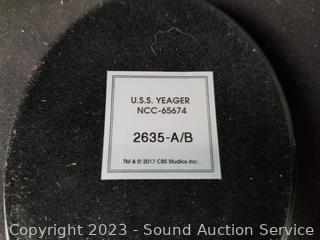 U.S.S. YEAGER
NCC-65674
2635-A/B
TM & © 2017 CBS Studios Inc.
Copyright 2023 - Sound Auction Service